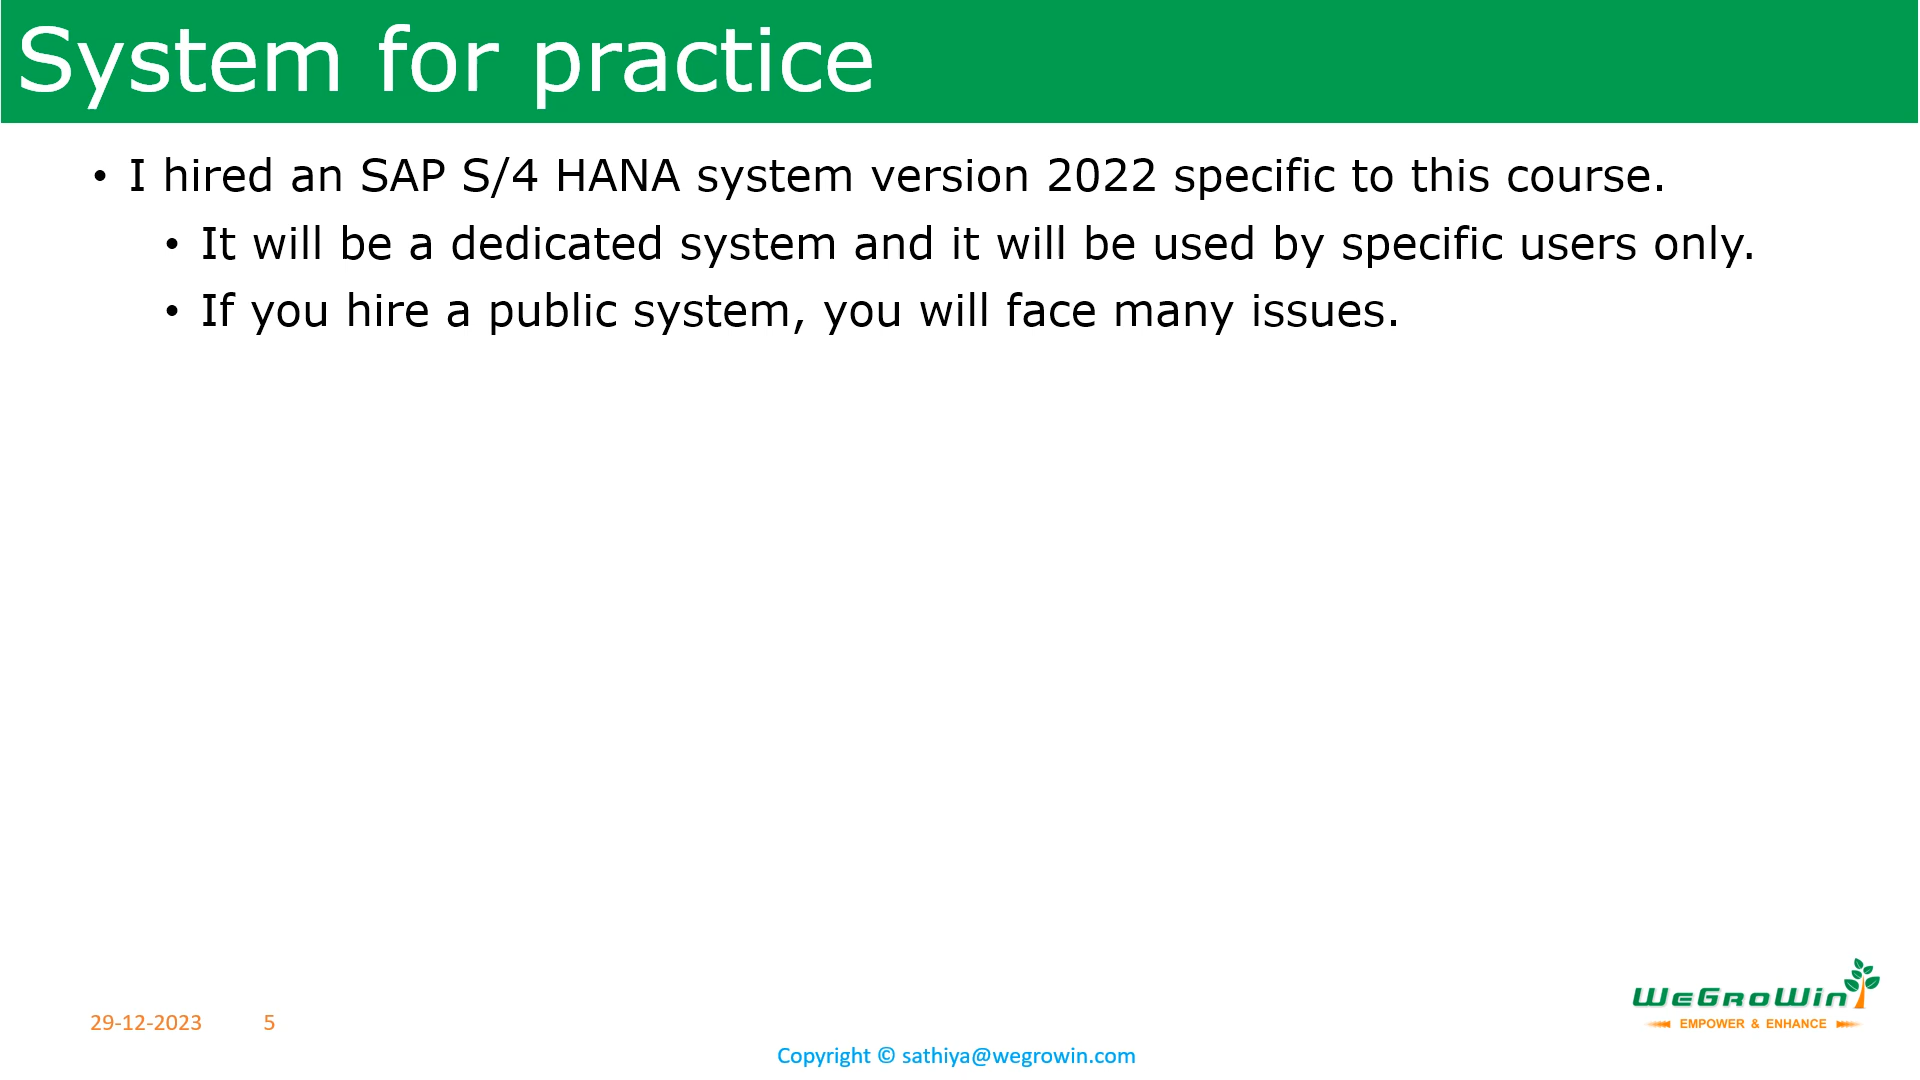 System for practice
• I hired an SAP S/4 HANA system version 2022 specific to this course.
• It will be a dedicated system and it will be used by specific users only.
• If you hire a public system, you will face many issues.
WeGroWin
EMPOWER & ENHANCE
29-12-2023 5
Copyright © sathiya@wegrowin.com